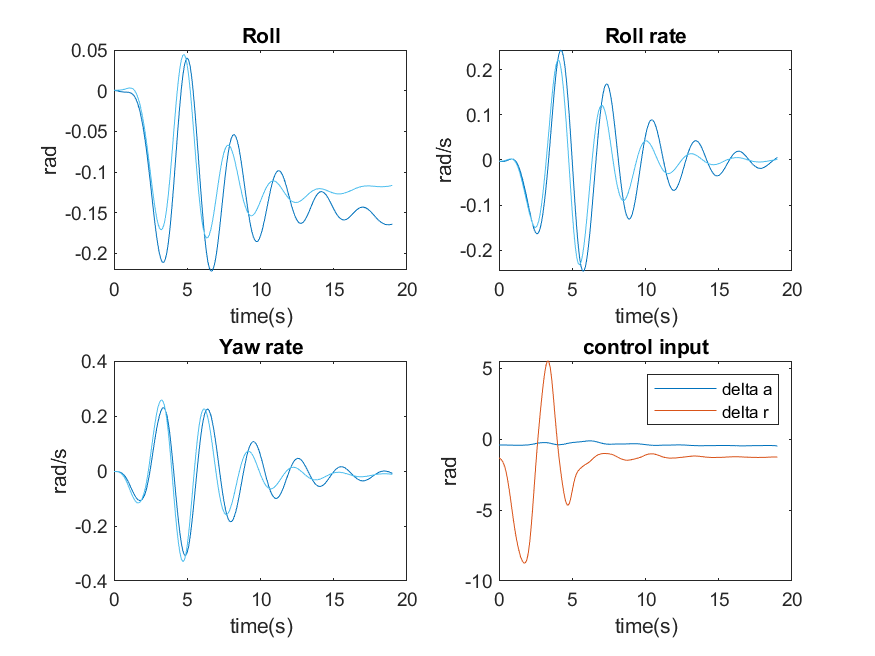 Roll
0.05
0
-0.05
-0.1
-0.15
-0.2
rad
0 5 10 15 20
time(s)
Roll rate
0.2
0.1
0
-0.1
-0.2
rad/s
0 5 10 15 20
time(s)
Yaw rate
0.4
0.2
0
-0.2
-0.4
rad/s
0 5 10 15 20
time(s)
control input
5
0
-5
-10
rad
delta a
delta r
0 5 10 15 20
time(s)